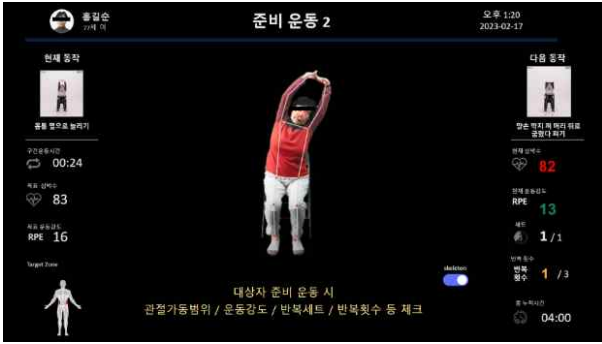 홍길순
준비 운동 2
오후 1:20
2023-02-17
현재 동작
몸통 옆으로 늘리기
구간운동시간
00:24
목표 심박수
83
목표 운동강도
RPE 16
Target Zone
대상자 준비 운동 시
관절가동범위 / 운동강도 / 반복세트 / 반복횟수 등 체크
skeleton
다음 동작
양손 깍지 껴 머리 뒤로
현재 심박수
82
현재 운동강도
RPE
13
세트
1 / 1
반복 횟수
반복
횟수
1 / 3
총 누적시간
04:00